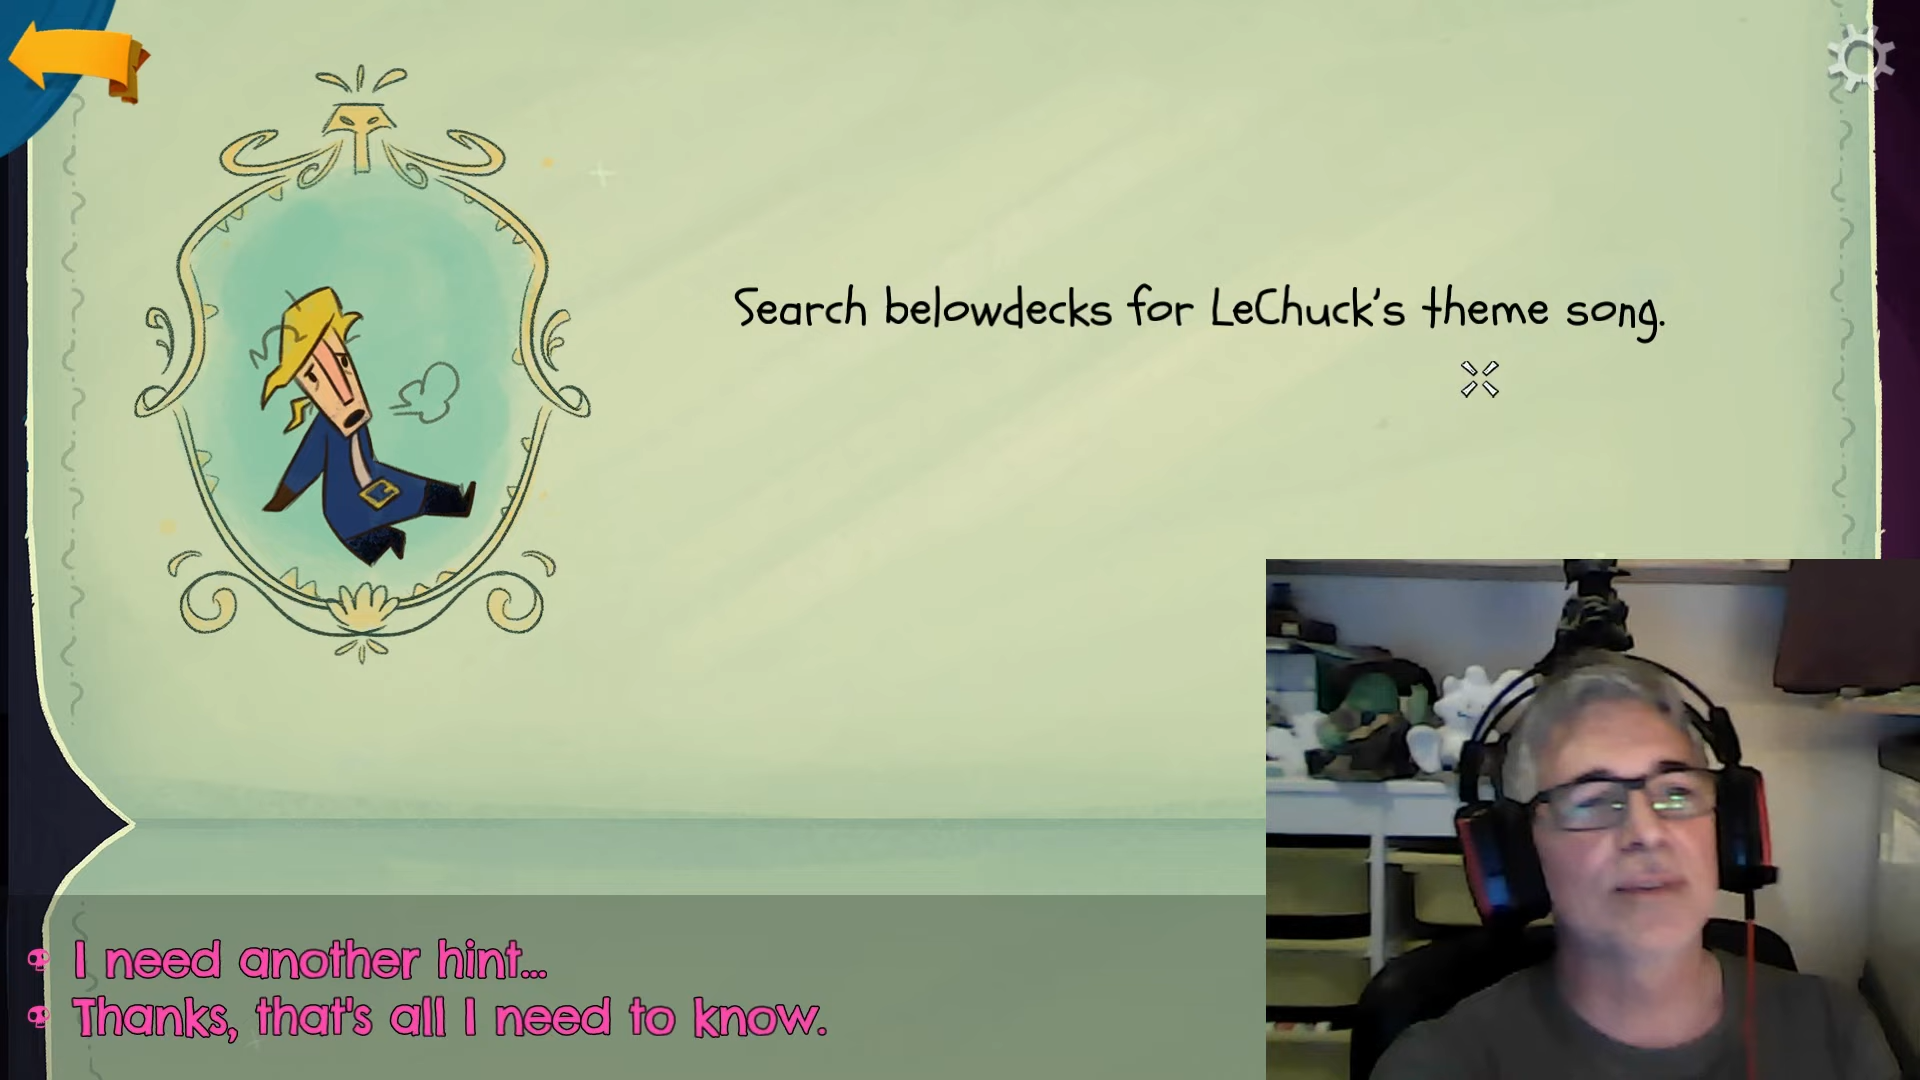 Search belowdecks for LeChuck's theme song.
I need another hint...
Thanks, that's all I need to know.